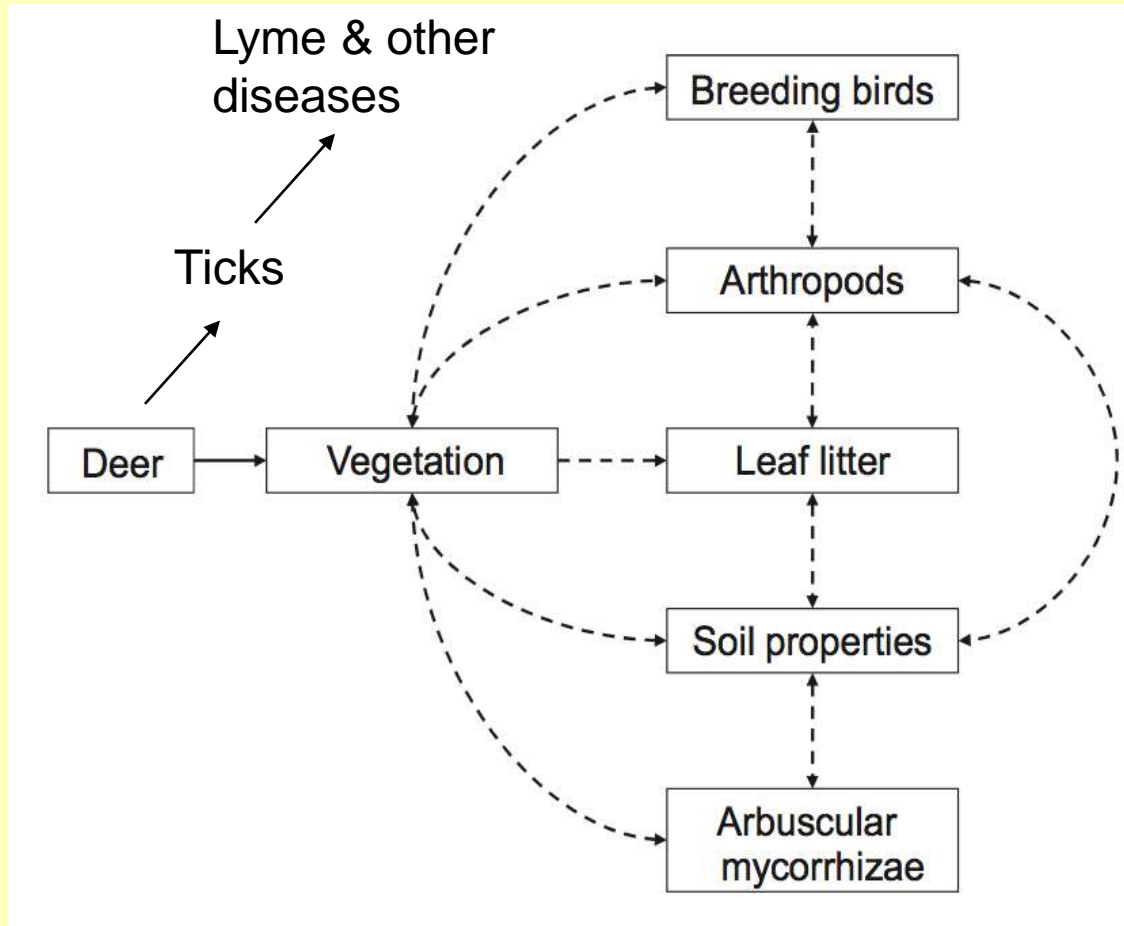 Lyme & other
diseases
Breeding birds
Ticks
Arthropods
Deer
Vegetation
Leaf litter
Soil properties
Arbuscular
mycorrhizae